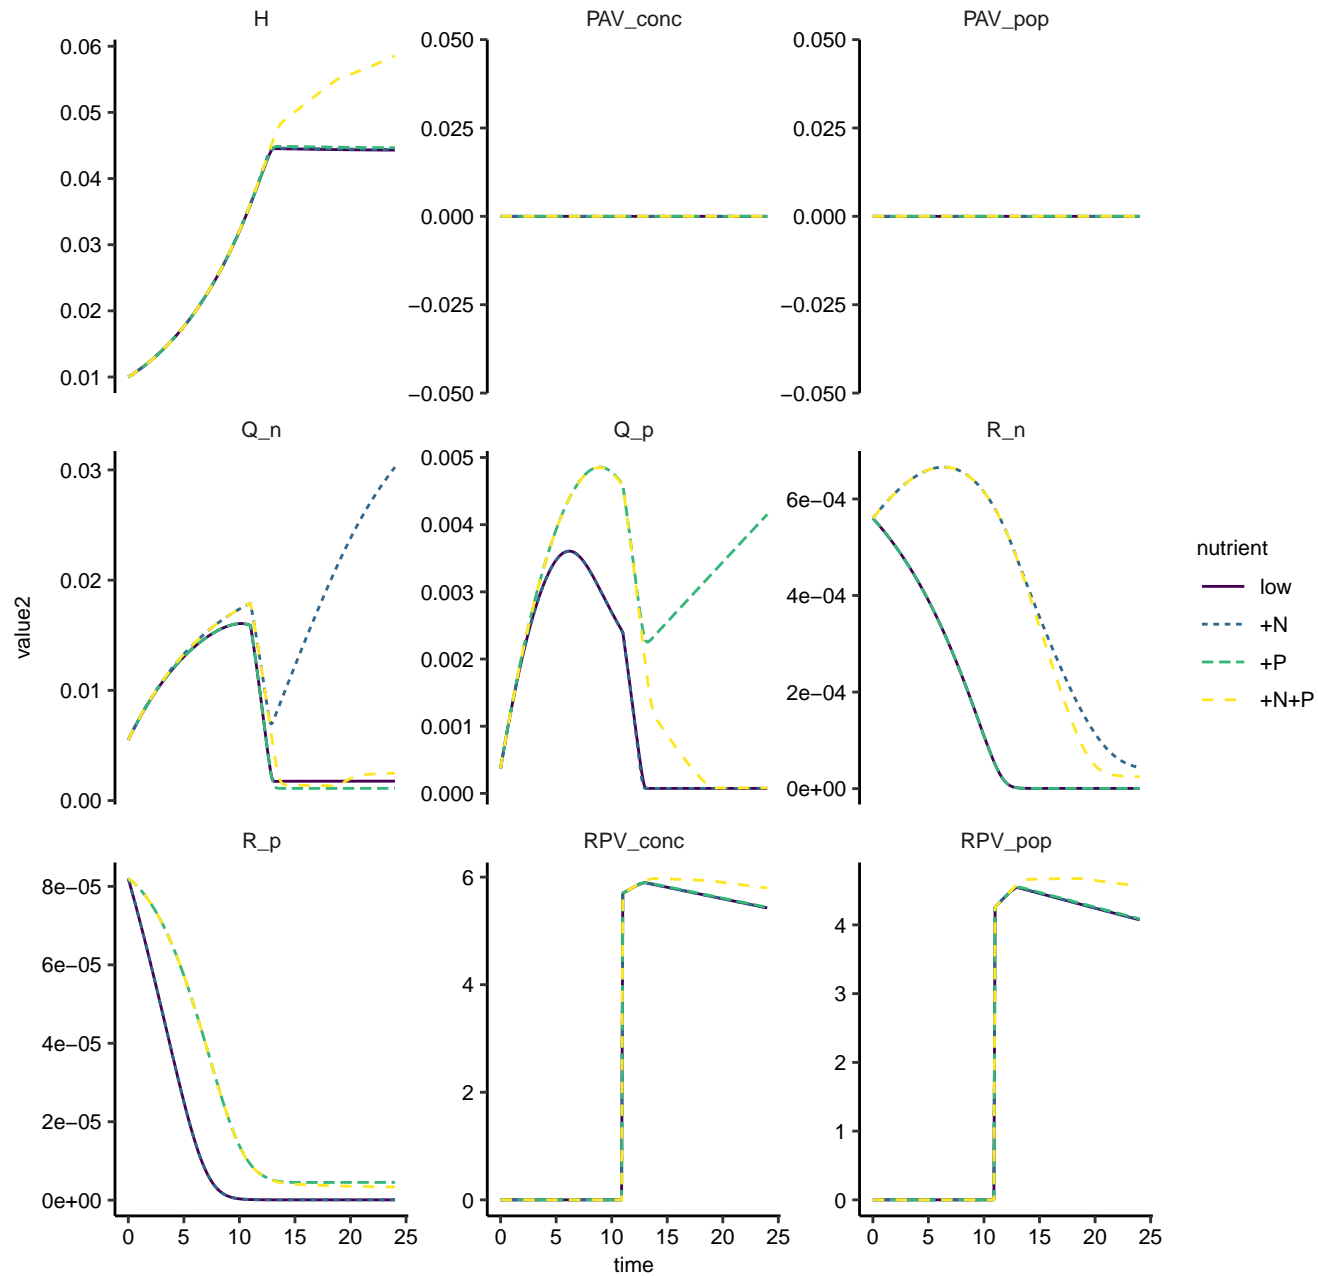 H PAV_conc PAV_pop
0.06
0.05
0.04
0.03
0.02
0.01
0.050
0.025
0.000
−0.025
−0.050
0.050
0.025
0.000
−0.025
−0.050
Q_n Q_p R_n
0.03
0.02
0.01
0.00
0.005
0.004
0.003
0.002
0.001
0.000
6e−04
4e−04
2e−04
0e+00
R_p RPV_conc RPV_pop
8e−05
6e−05
4e−05
2e−05
0e+00
6
4
2
0
4
3
2
1
0
0 5 10 15 20 25
0 5 10 15 20 25
0 5 10 15 20 25
time
value2
nutrient
low
+N
+P
+N+P